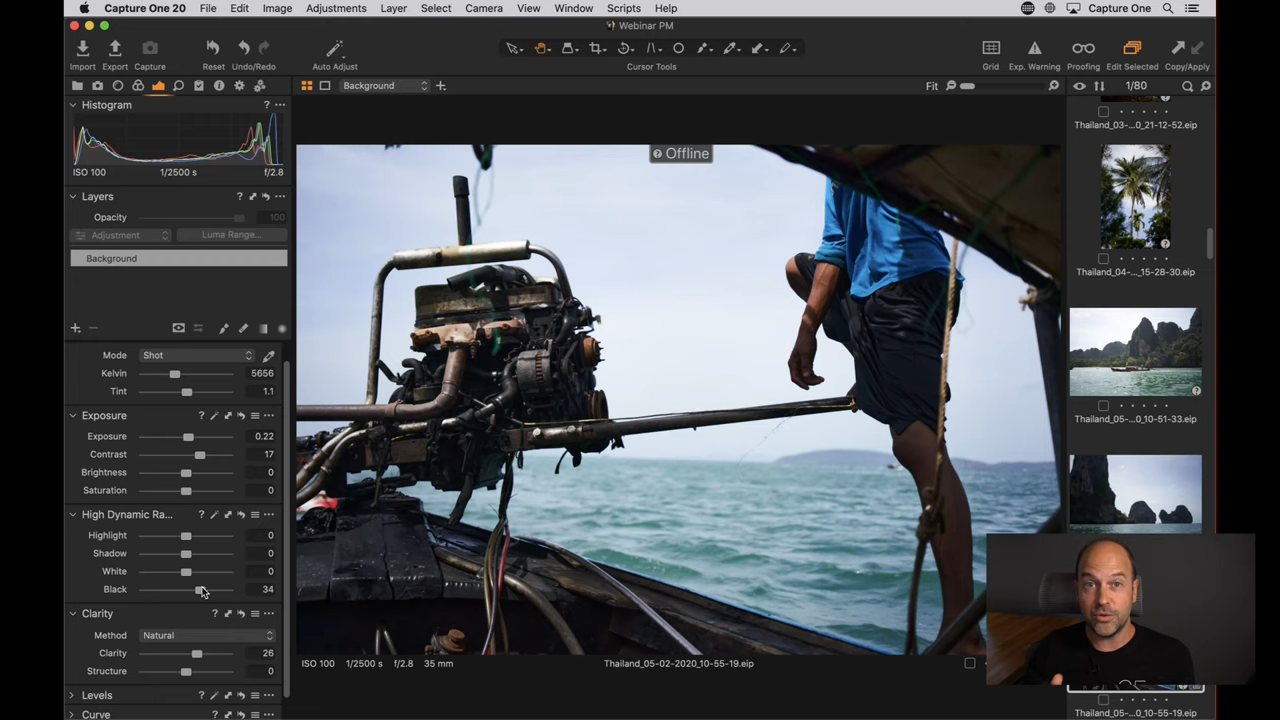 Capture One 20 File Edit Image Adjustments Layer Select Camera View Window Scripts Help Capture One
Webinar PM
Import Export Capture Reset Undo/Redo Auto Adjust Cursor Tools Grid Exp. Warning Proofing Edit Selected Copy/Apply
Background Fit 1/80
Histogram ?
ISO 100 1/2500 s f/2.8
Layers ?
Opacity 100
Adjustment Luma Range...
Background
Mode Shot
Kelvin 5656
Tint 1.1
Exposure ?
Exposure 0.22
Contrast 17
Brightness 0
Saturation 0
High Dynamic Ra... ?
Highlight 0
Shadow 0
White 0
Black 34
Clarity ?
Method Natural
Clarity 26
Structure 0
Levels ?
Curve ?
Offline
ISO 100 1/2500 s f/2.8 35 mm Thailand_05-02-2020_10-55-19.eip
Thailand_03-...0_21-12-52.eip
Thailand_04-..._15-28-30.eip
Thailand_05-...0_10-51-33.eip
Thailand_05-...0_10-55-19.eip